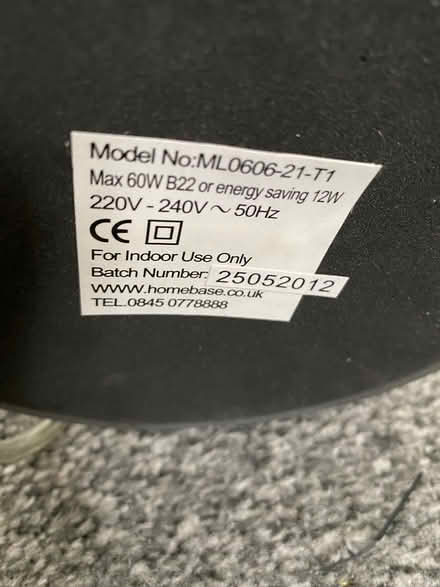 Model No:ML0606-21-T1
Max 60W B22 or energy saving 12W
220V - 240V ~ 50Hz
CE
For Indoor Use Only
Batch Number: 25052012
www.homebase.co.uk
TEL.0845 0778888